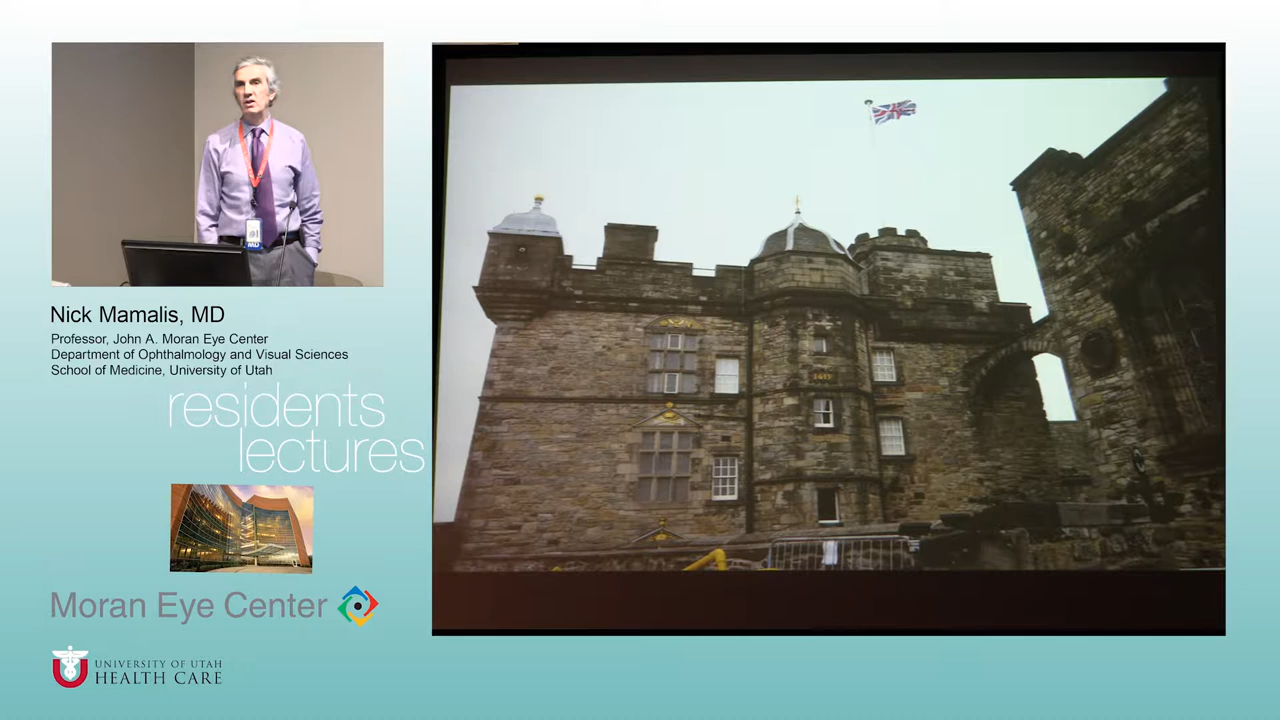 Nick Mamalis, MD
Professor, John A. Moran Eye Center
Department of Ophthalmology and Visual Sciences
School of Medicine, University of Utah
residents
lectures
Moran Eye Center
U
UNIVERSITY OF UTAH
HEALTH CARE
MD